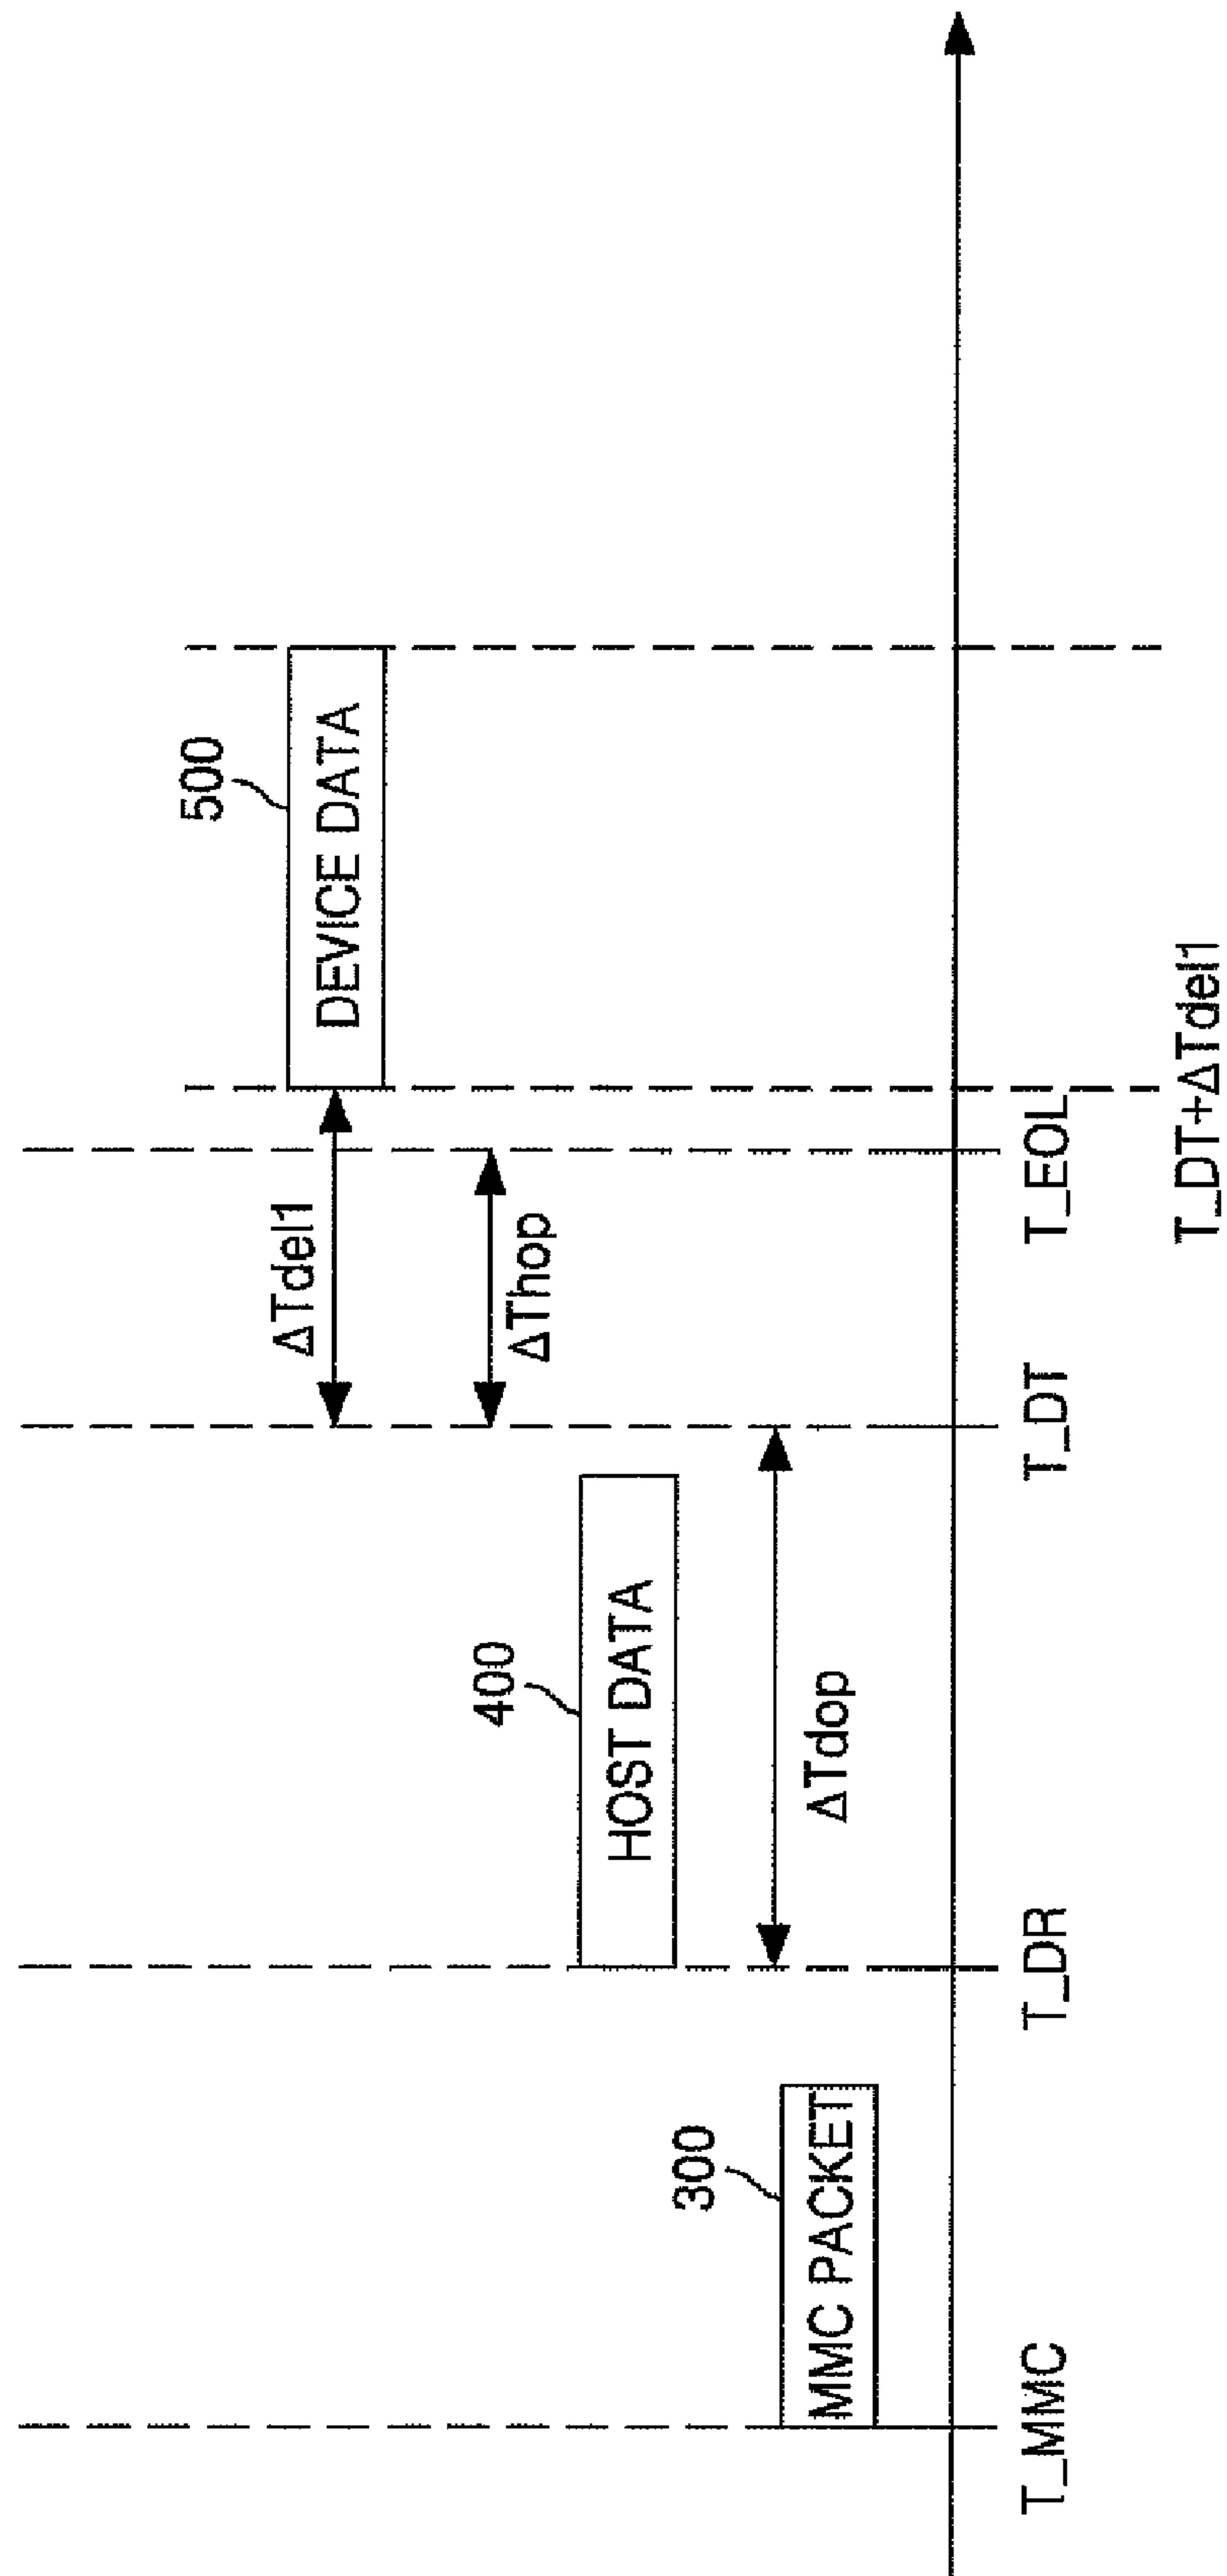 500
DEVICE DATA
ΔTdel1
ΔThop
400
HOST DATA
ΔTdop
300
MMC PACKET
T_MMC
T_DR
T_DT
T_EOL
T_DT+ΔTdel1